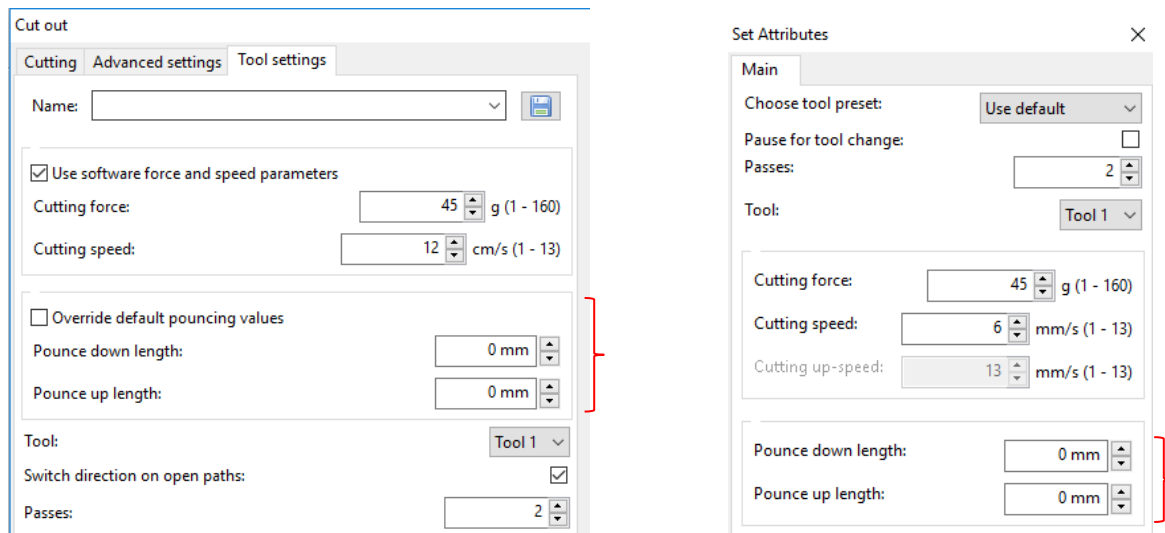 Cut out
Cutting Advanced settings Tool settings
Name:
Use software force and speed parameters
Cutting force: 45 g (1 - 160)
Cutting speed: 12 cm/s (1 - 13)
Override default pouncing values
Pounce down length: 0 mm
Pounce up length: 0 mm
Tool: Tool 1
Switch direction on open paths:
Passes: 2
Set Attributes
Main
Choose tool preset: Use default
Pause for tool change:
Passes: 2
Tool: Tool 1
Cutting force: 45 g (1 - 160)
Cutting speed: 6 mm/s (1 - 13)
Cutting up-speed: 13 mm/s (1 - 13)
Pounce down length: 0 mm
Pounce up length: 0 mm